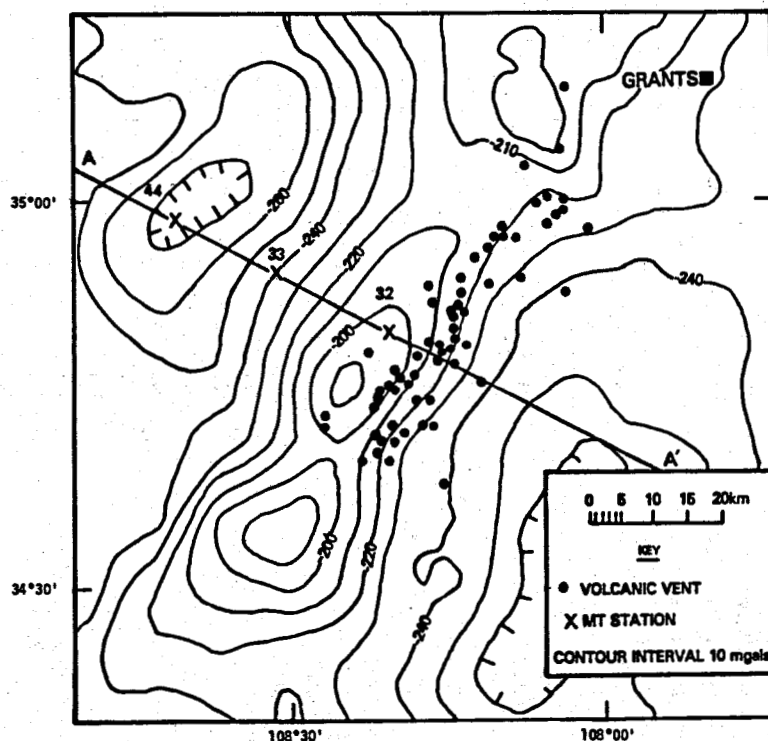 GRANTS
-210
A
44
35°00'
-260
-240
33
-220
-240
32
-200
A'
0 5 10 15 20km
KEY
-200
-220
VOLCANIC VENT
34°30'
-240
MT STATION
CONTOUR INTERVAL 10 mgals
108°30'
108°00'